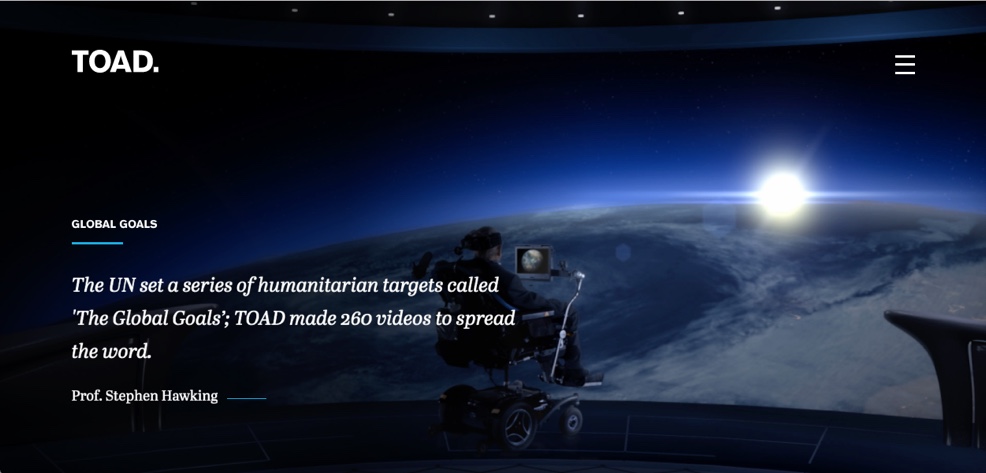 TOAD.
GLOBAL GOALS
The UN set a series of humanitarian targets called
'The Global Goals’; TOAD made 260 videos to spread
the word.
Prof. Stephen Hawking